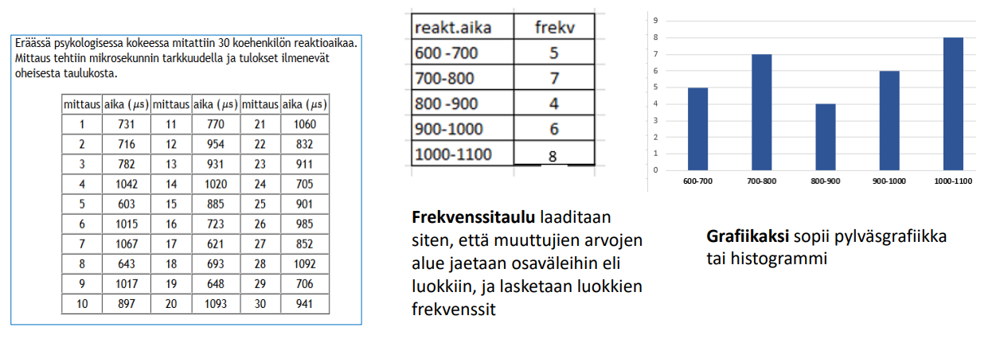 Eräässä psykologisessa kokeessa mitattiin 30 koehenkilön reaktioaikaa.
Mittaus tehtiin mikrosekunnin tarkkuudella ja tulokset ilmenevät
oheisesta taulukosta.
mittaus aika (μs) mittaus aika (μs) mittaus aika (μs)
1 731 11 770 21 1060
2 716 12 954 22 832
3 782 13 931 23 911
4 1042 14 1020 24 705
5 603 15 885 25 901
6 1015 16 723 26 985
7 1067 17 621 27 852
8 643 18 693 28 1092
9 1017 19 648 29 706
10 897 20 1093 30 941
reakt.aika frekv
600 -700 5
700-800 7
800 -900 4
900-1000 6
1000-1100 8
Frekvenssitaulu laaditaan
siten, että muuttujien arvojen
alue jaetaan osaväleihin eli
luokkiin, ja lasketaan luokkien
frekvenssit
9
8
7
6
5
4
3
2
1
0
600-700 700-800 800-900 900-1000 1000-1100
Grafiikaksi sopii pylväsgrafiikka
tai histogrammi